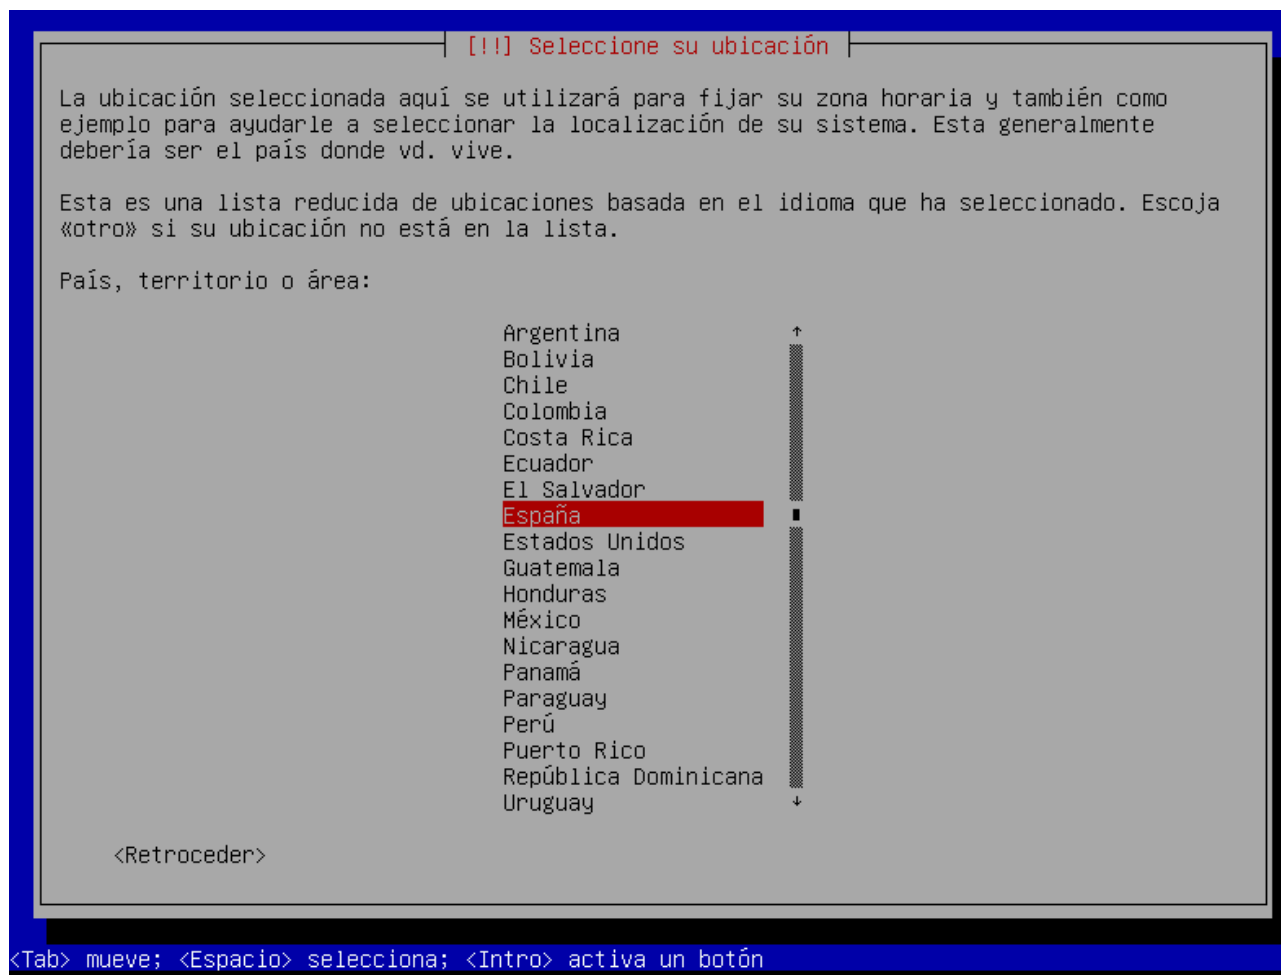 [!!] Seleccione su ubicación
La ubicación seleccionada aquí se utilizará para fijar su zona horaria y también como
ejemplo para ayudarle a seleccionar la localización de su sistema. Esta generalmente
debería ser el país donde vd. vive.
Esta es una lista reducida de ubicaciones basada en el idioma que ha seleccionado. Escoja
«otro» si su ubicación no está en la lista.
País, territorio o área:
Argentina
Bolivia
Chile
Colombia
Costa Rica
Ecuador
El Salvador
España
Estados Unidos
Guatemala
Honduras
México
Nicaragua
Panamá
Paraguay
Perú
Puerto Rico
República Dominicana
Uruguay
<Retroceder>
<Tab> mueve; <Espacio> selecciona; <Intro> activa un botón